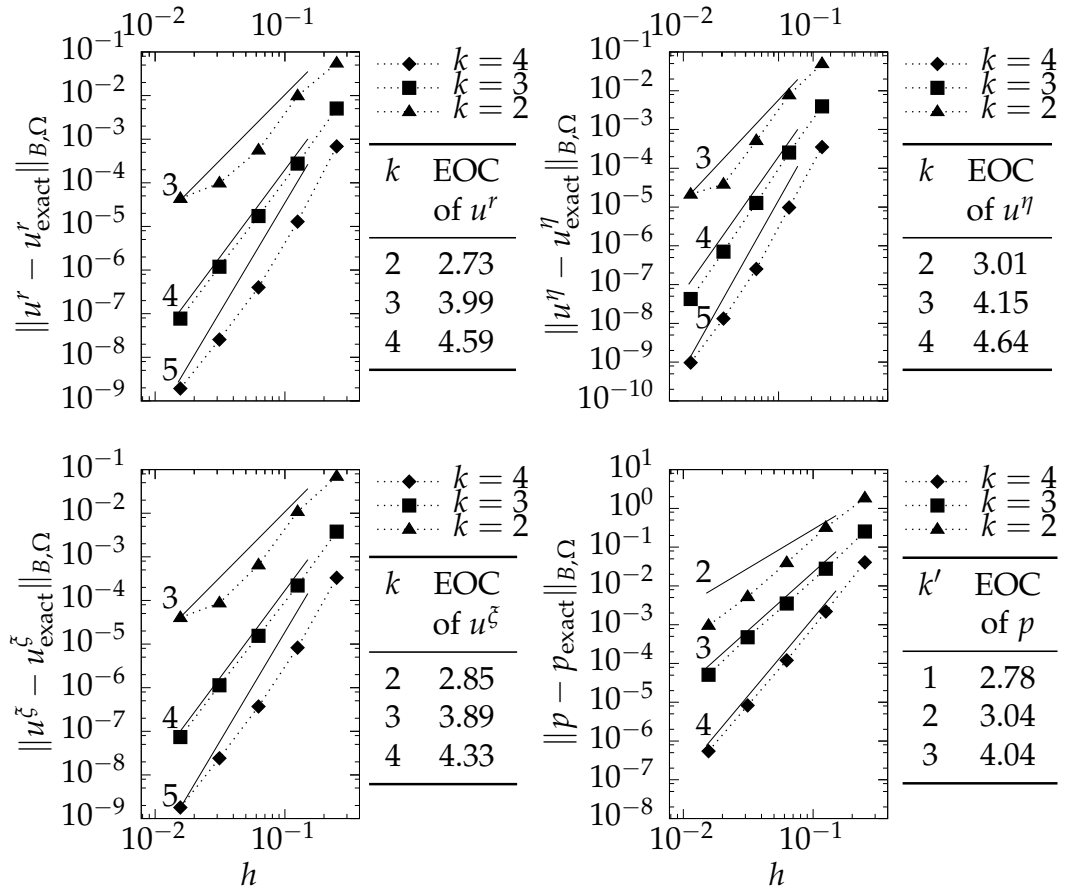 10^−2 10^−1
10^−1
10^−2
10^−3
10^−4
10^−5
10^−6
10^−7
10^−8
10^−9
||u^r − u^r_exact||_{B,Ω}
3
4
5
k = 4
k = 3
k = 2
k EOC
of u^r
2 2.73
3 3.99
4 4.59
10^−2 10^−1
10^−1
10^−2
10^−3
10^−4
10^−5
10^−6
10^−7
10^−8
10^−9
10^−10
||u^η − u^η_exact||_{B,Ω}
3
4
5
k = 4
k = 3
k = 2
k EOC
of u^η
2 3.01
3 4.15
4 4.64
10^−1
10^−2
10^−3
10^−4
10^−5
10^−6
10^−7
10^−8
10^−9
||u^ξ − u^ξ_exact||_{B,Ω}
3
4
5
10^−2 10^−1
h
k = 4
k = 3
k = 2
k EOC
of u^ξ
2 2.85
3 3.89
4 4.33
10^1
10^0
10^−1
10^−2
10^−3
10^−4
10^−5
10^−6
10^−7
10^−8
||p − p_exact||_{B,Ω}
2
3
4
10^−2 10^−1
h
k = 4
k = 3
k = 2
k′ EOC
of p
1 2.78
2 3.04
3 4.04